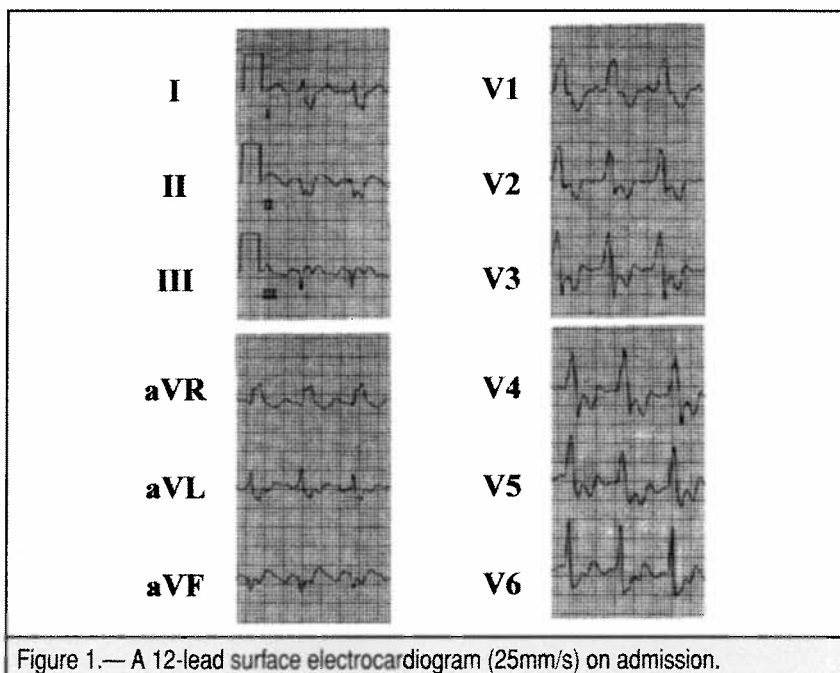 I
II
III
aVR
aVL
aVF
V1
V2
V3
V4
V5
V6
Figure 1.— A 12-lead surface electrocardiogram (25mm/s) on admission.